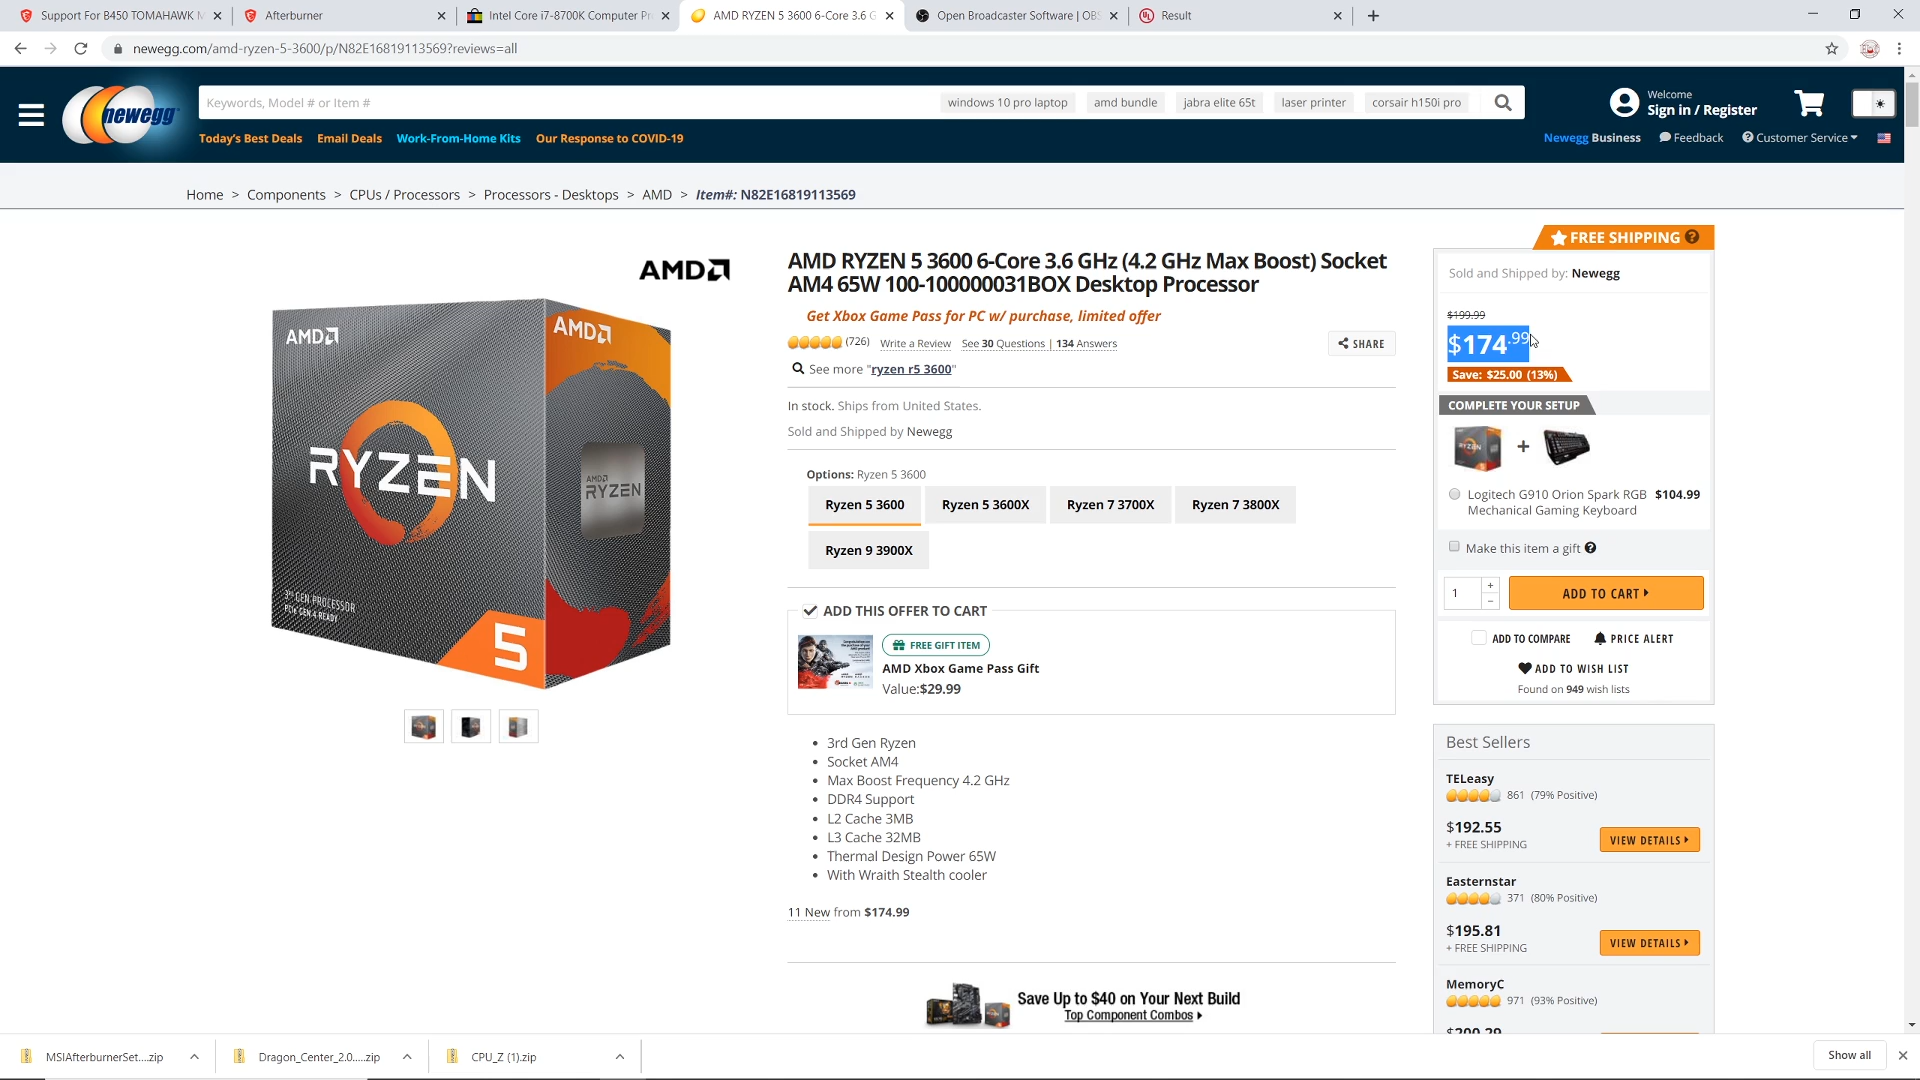 Support For B450 TOMAHAWK M
Afterburner
Intel Core i7-8700K Computer Pr
AMD RYZEN 5 3600 6-Core 3.6 G
Open Broadcaster Software | OBS
Result
newegg.com/amd-ryzen-5-3600/p/N82E16819113569?reviews=all
newegg
Keywords, Model # or Item #
windows 10 pro laptop
amd bundle
jabra elite 65t
laser printer
corsair h150i pro
Welcome
Sign in / Register
Today's Best Deals
Email Deals
Work-From-Home Kits
Our Response to COVID-19
Newegg Business
Feedback
Customer Service
Home > Components > CPUs / Processors > Processors - Desktops > AMD > Item#: N82E16819113569
AMD
AMD
AMD
RYZEN
AMD
RYZEN
3rd GEN PROCESSOR
PCIe GEN 4 READY
5
AMD RYZEN 5 3600 6-Core 3.6 GHz (4.2 GHz Max Boost) Socket
AM4 65W 100-100000031BOX Desktop Processor
Get Xbox Game Pass for PC w/ purchase, limited offer
(726)
Write a Review
See 30 Questions | 134 Answers
SHARE
See more "ryzen r5 3600"
In stock. Ships from United States.
Sold and Shipped by Newegg
Options: Ryzen 5 3600
Ryzen 5 3600
Ryzen 5 3600X
Ryzen 7 3700X
Ryzen 7 3800X
Ryzen 9 3900X
ADD THIS OFFER TO CART
FREE GIFT ITEM
AMD Xbox Game Pass Gift
Value:$29.99
• 3rd Gen Ryzen
• Socket AM4
• Max Boost Frequency 4.2 GHz
• DDR4 Support
• L2 Cache 3MB
• L3 Cache 32MB
• Thermal Design Power 65W
• With Wraith Stealth cooler
11 New from $174.99
Save Up to $40 on Your Next Build
Top Component Combos
FREE SHIPPING
Sold and Shipped by: Newegg
$199.99
$174.99
Save: $25.00 (13%)
COMPLETE YOUR SETUP
+
Logitech G910 Orion Spark RGB
Mechanical Gaming Keyboard
$104.99
Make this item a gift
1
ADD TO CART
ADD TO COMPARE
PRICE ALERT
ADD TO WISH LIST
Found on 949 wish lists
Best Sellers
TELeasy
861 (79% Positive)
$192.55
+ FREE SHIPPING
VIEW DETAILS
Easternstar
371 (80% Positive)
$195.81
+ FREE SHIPPING
VIEW DETAILS
MemoryC
971 (93% Positive)
$200.29
MSIAfterburnerSet....zip
Dragon_Center_2.0.....zip
CPU_Z (1).zip
Show all